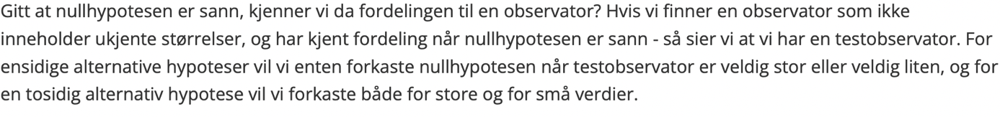 Gitt at nullhypotesen er sann, kjenner vi da fordelingen til en observator? Hvis vi finner en observator som ikke
inneholder ukjente størrelser, og har kjent fordeling når nullhypotesen er sann - så sier vi at vi har en testobservator. For
ensidige alternative hypoteser vil vi enten forkaste nullhypotesen når testobservator er veldig stor eller veldig liten, og for
en tosidig alternativ hypotese vil vi forkaste både for store og for små verdier.